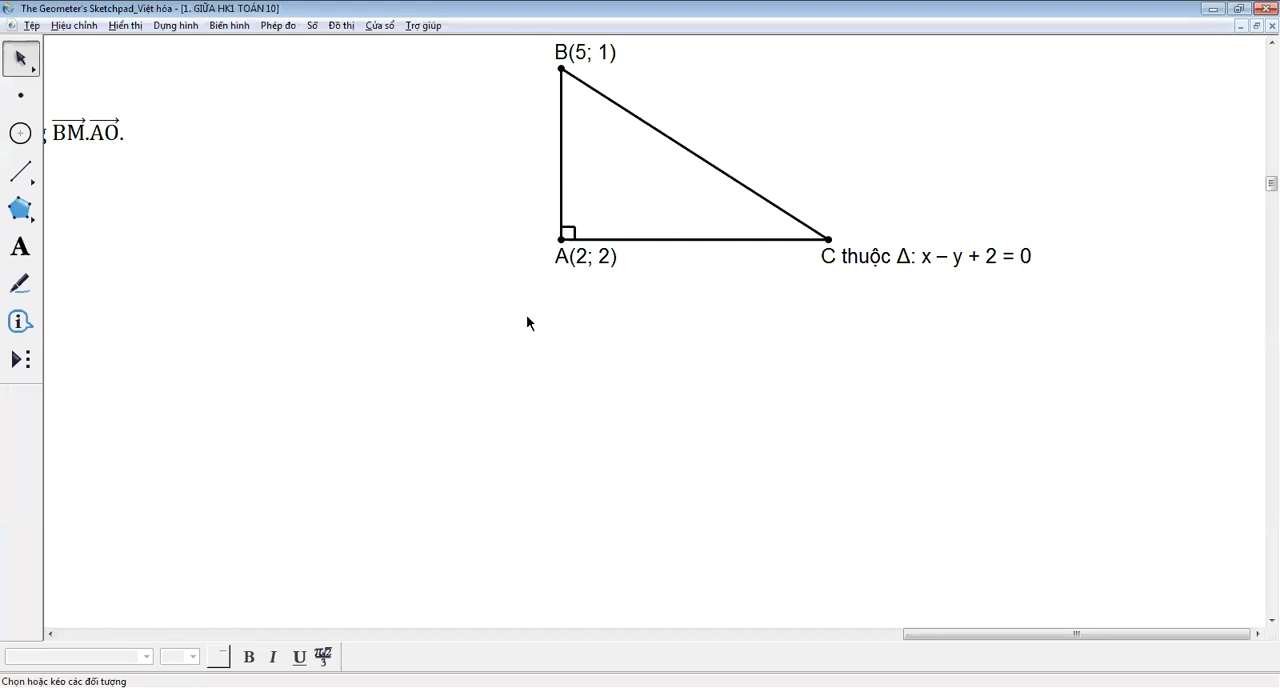 The Geometer's Sketchpad_Việt hóa - [1. GIỮA HK1 TOÁN 10]
Tệp Hiệu chỉnh Hiển thị Dựng hình Biến hình Phép đo Số Đồ thị Cửa sổ Trợ giúp
B(5; 1)
BM.AO.
A(2; 2)
C thuộc Δ: x – y + 2 = 0
A
B I U
Chọn hoặc kéo các đối tượng